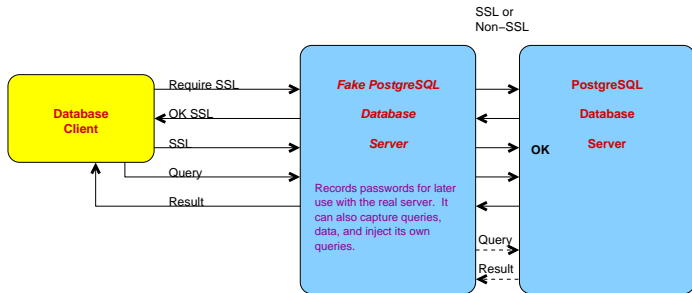 SSL or
Non−SSL
Database
Client
Require SSL
OK SSL
SSL
Query
Result
Fake PostgreSQL
Database
Server
Records passwords for later
use with the real server.  It
can also capture queries,
data, and inject its own
queries.
PostgreSQL
Database
Server
OK
Query
Result